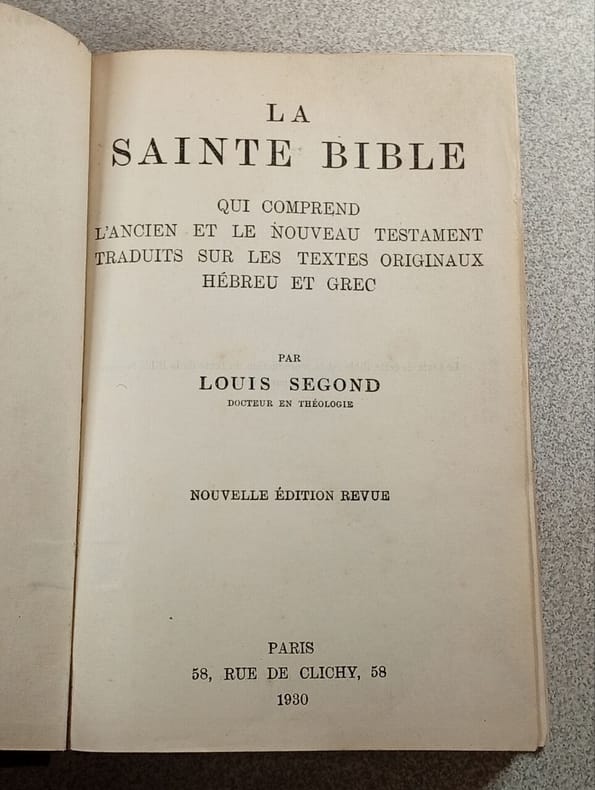 LA
SAINTE BIBLE
QUI COMPREND
L'ANCIEN ET LE NOUVEAU TESTAMENT
TRADUITS SUR LES TEXTES ORIGINAUX
HÉBREU ET GREC
PAR
LOUIS SEGOND
DOCTEUR EN THÉOLOGIE
NOUVELLE ÉDITION REVUE
PARIS
58, RUE DE CLICHY, 58
1930